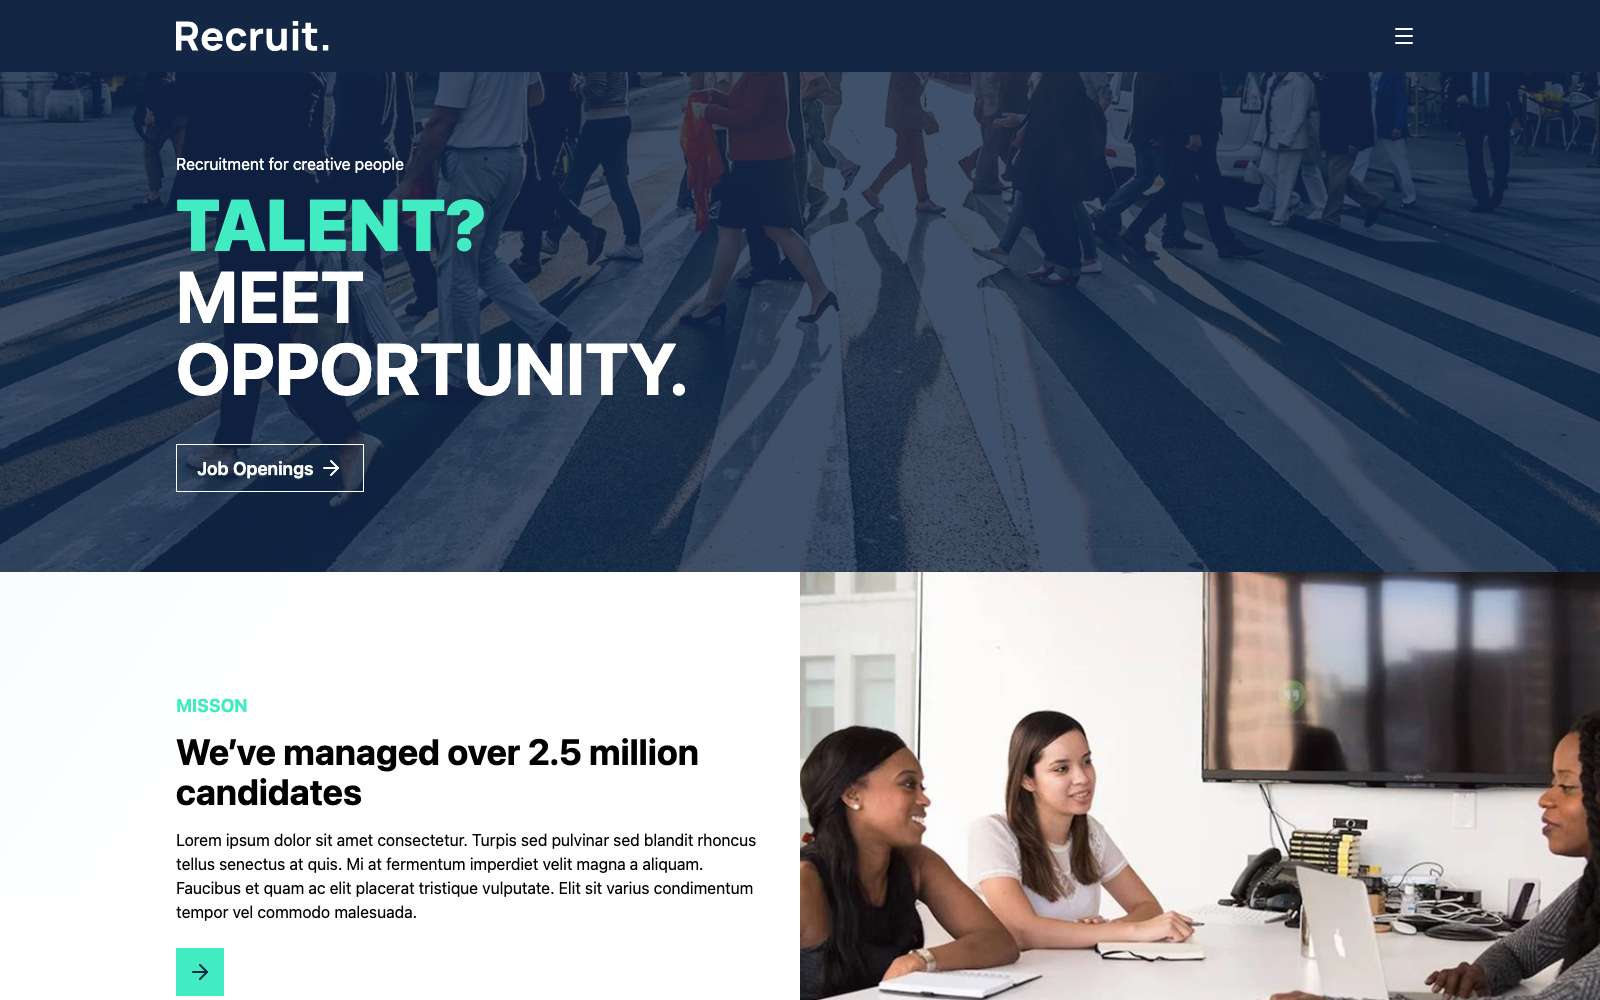 Recruit.
Recruitment for creative people
TALENT?
MEET
OPPORTUNITY.
Job Openings
MISSON
We’ve managed over 2.5 million
candidates
Lorem ipsum dolor sit amet consectetur. Turpis sed pulvinar sed blandit rhoncus
tellus senectus at quis. Mi at fermentum imperdiet velit magna a aliquam.
Faucibus et quam ac elit placerat tristique vulputate. Elit sit varius condimentum
tempor vel commodo malesuada.